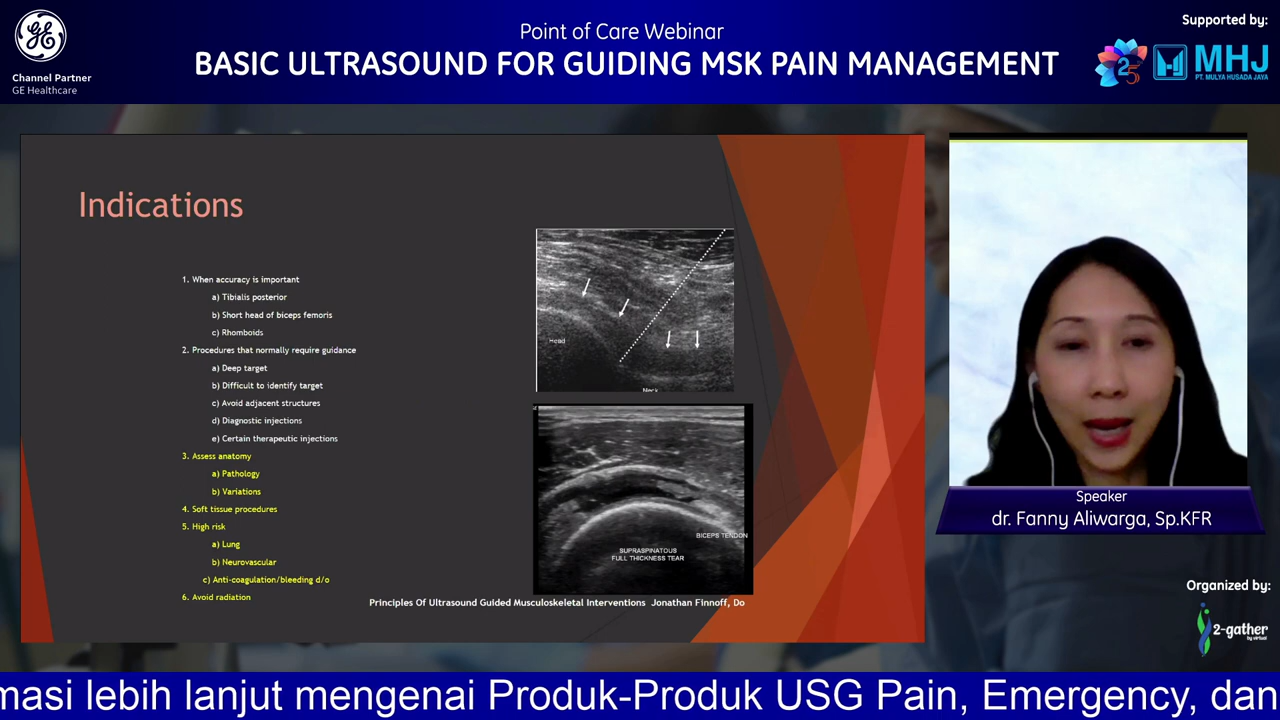 Point of Care Webinar
BASIC ULTRASOUND FOR GUIDING MSK PAIN MANAGEMENT
Channel Partner
GE Healthcare
Supported by:
25
MHJ
PT. MULYA HUSADA JAYA
Indications
1. When accuracy is important
a) Tibialis posterior
b) Short head of biceps femoris
c) Rhomboids
2. Procedures that normally require guidance
a) Deep target
b) Difficult to identify target
c) Avoid adjacent structures
d) Diagnostic injections
e) Certain therapeutic injections
3. Assess anatomy
a) Pathology
b) Variations
4. Soft tissue procedures
5. High risk
a) Lung
b) Neurovascular
c) Anti-coagulation/bleeding d/o
6. Avoid radiation
Head
Neck
BICEPS TENDON
SUPRASPINATOUS
FULL THICKNESS TEAR
Principles Of Ultrasound Guided Musculoskeletal Interventions Jonathan Finnoff, Do
Speaker
dr. Fanny Aliwarga, Sp.KFR
Organized by:
2-gather
by virtual
masi lebih lanjut mengenai Produk-Produk USG Pain, Emergency, dan